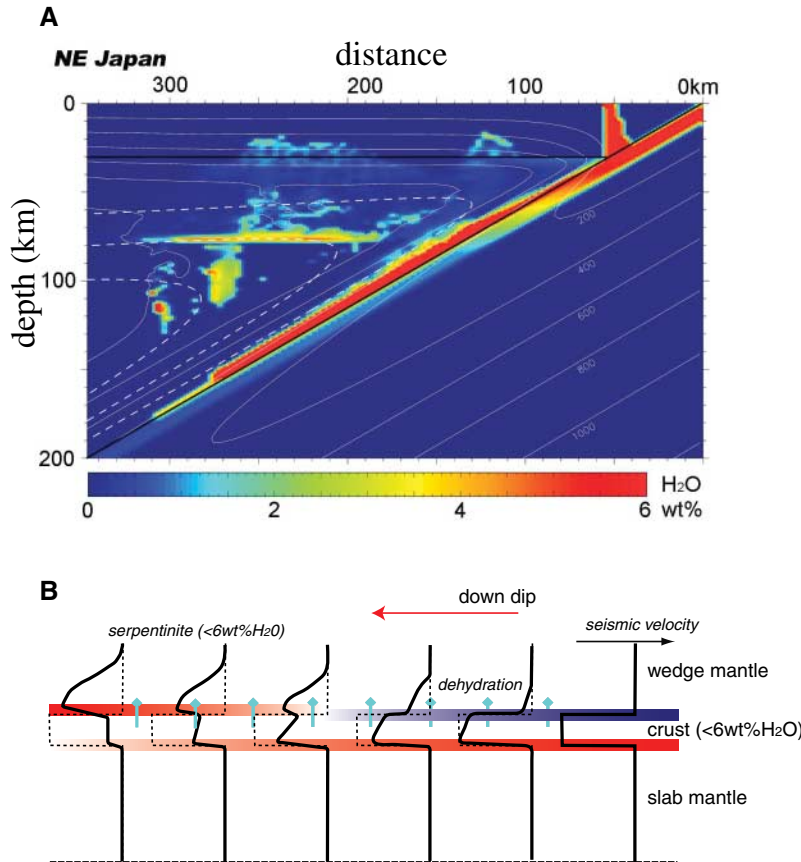 A
NE Japan
distance
300 200 100 0km
0
100
200
depth (km)
200
400
600
800
1000
H2O
0 2 4 6 wt%
B
down dip
serpentinite (<6wt%H20)
seismic velocity
wedge mantle
dehydration
crust (<6wt%H2O)
slab mantle